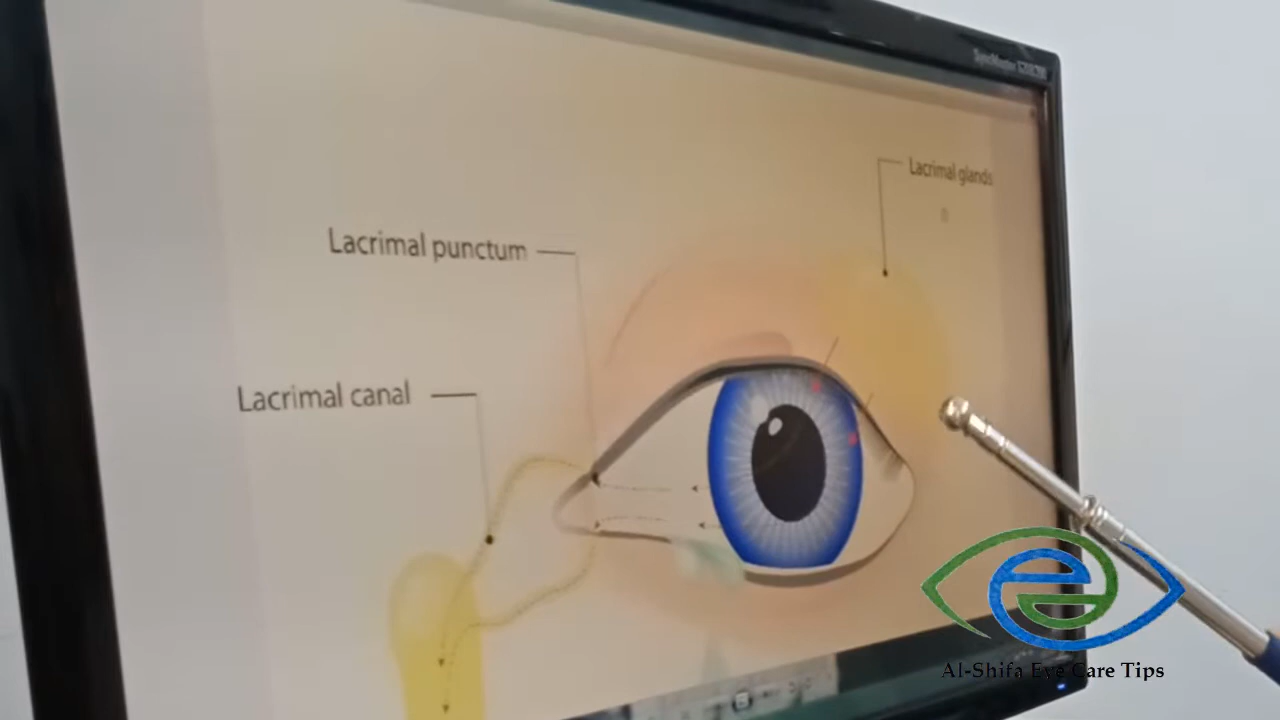 Lacrimal glands
Lacrimal punctum
Lacrimal canal
Al-Shifa Eye Care Tips